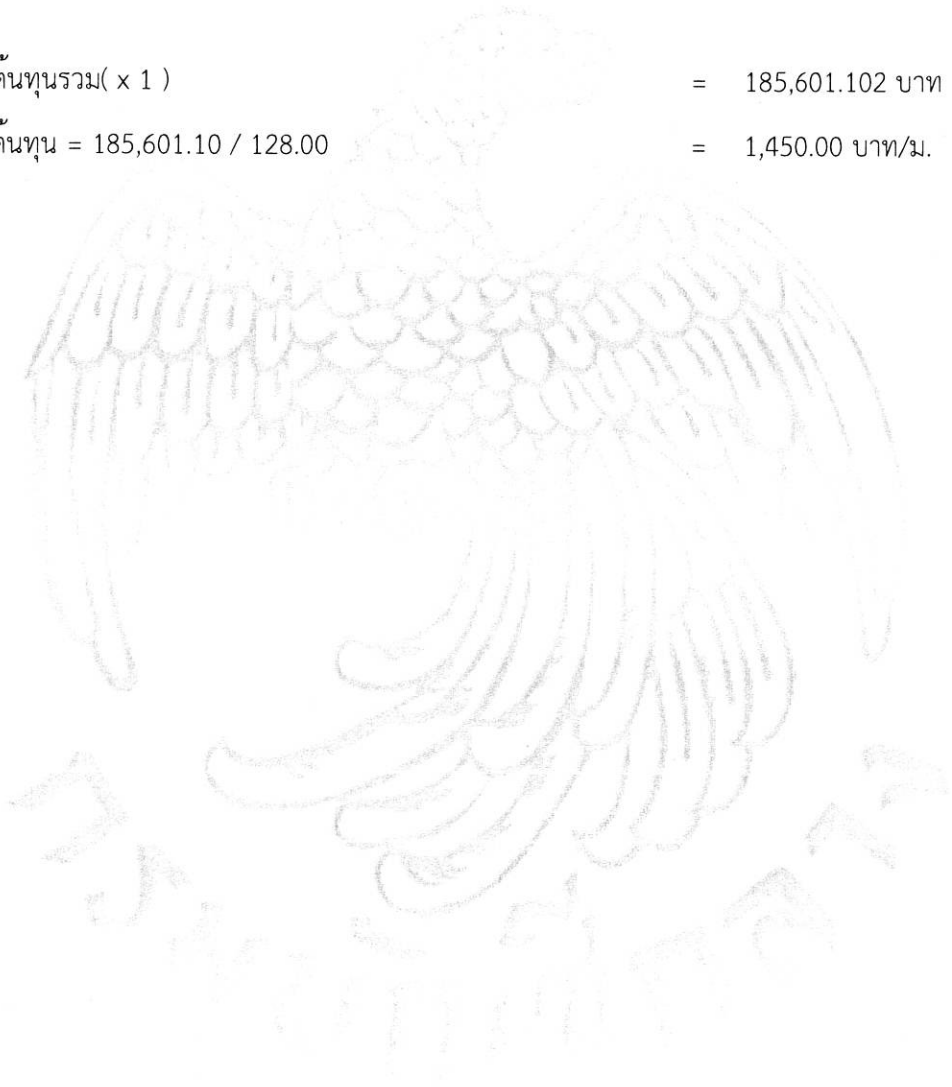 ต้นทุนรวม( x 1 ) = 185,601.102 บาท
ต้นทุน = 185,601.10 / 128.00 = 1,450.00 บาท/ม.